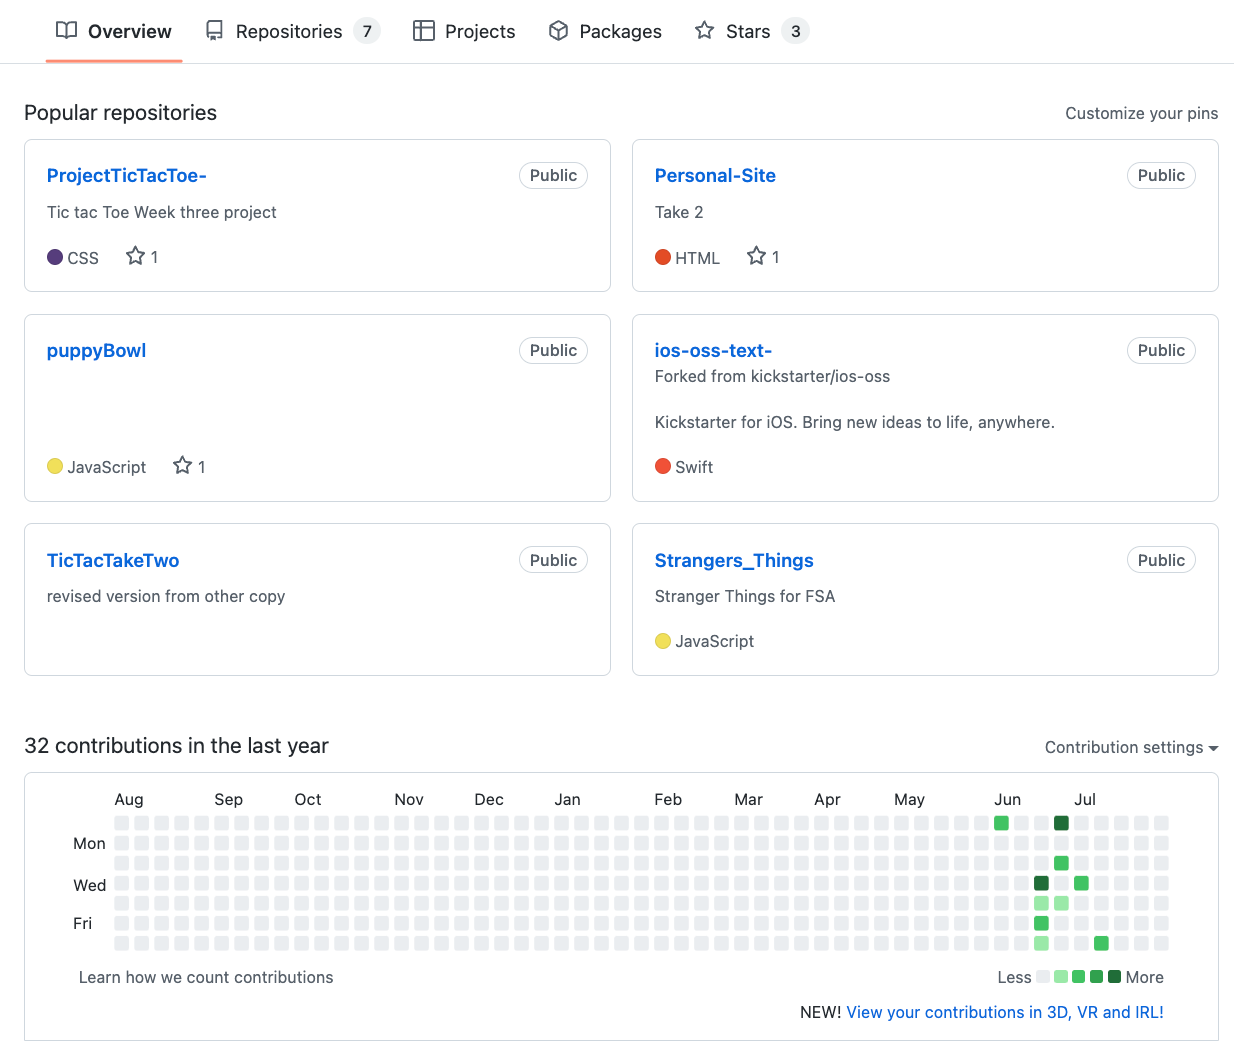 Overview Repositories 7 Projects Packages Stars 3
Popular repositories Customize your pins
ProjectTicTacToe- Public
Tic tac Toe Week three project
CSS 1
Personal-Site Public
Take 2
HTML 1
puppyBowl Public
JavaScript 1
ios-oss-text- Public
Forked from kickstarter/ios-oss
Kickstarter for iOS. Bring new ideas to life, anywhere.
Swift
TicTacTakeTwo Public
revised version from other copy
Strangers_Things Public
Stranger Things for FSA
JavaScript
32 contributions in the last year Contribution settings
Aug Sep Oct Nov Dec Jan Feb Mar Apr May Jun Jul
Mon
Wed
Fri
Learn how we count contributions Less More
NEW! View your contributions in 3D, VR and IRL!